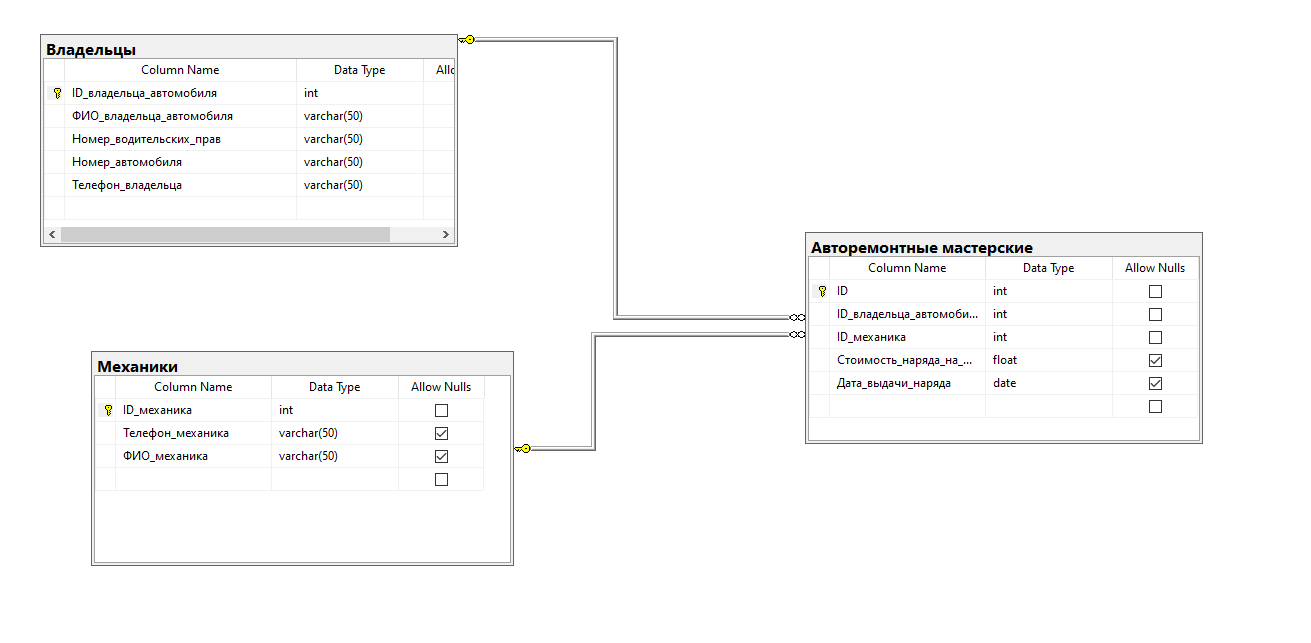 Владельцы
Column Name Data Type Allo
ID_владельца_автомобиля int
ФИО_владельца_автомобиля varchar(50)
Номер_водительских_прав varchar(50)
Номер_автомобиля varchar(50)
Телефон_владельца varchar(50)
Авторемонтные мастерские
Column Name Data Type Allow Nulls
ID int
ID_владельца_автомоби... int
ID_механика int
Стоимость_наряда_на_... float
Дата_выдачи_наряда date
Механики
Column Name Data Type Allow Nulls
ID_механика int
Телефон_механика varchar(50)
ФИО_механика varchar(50)